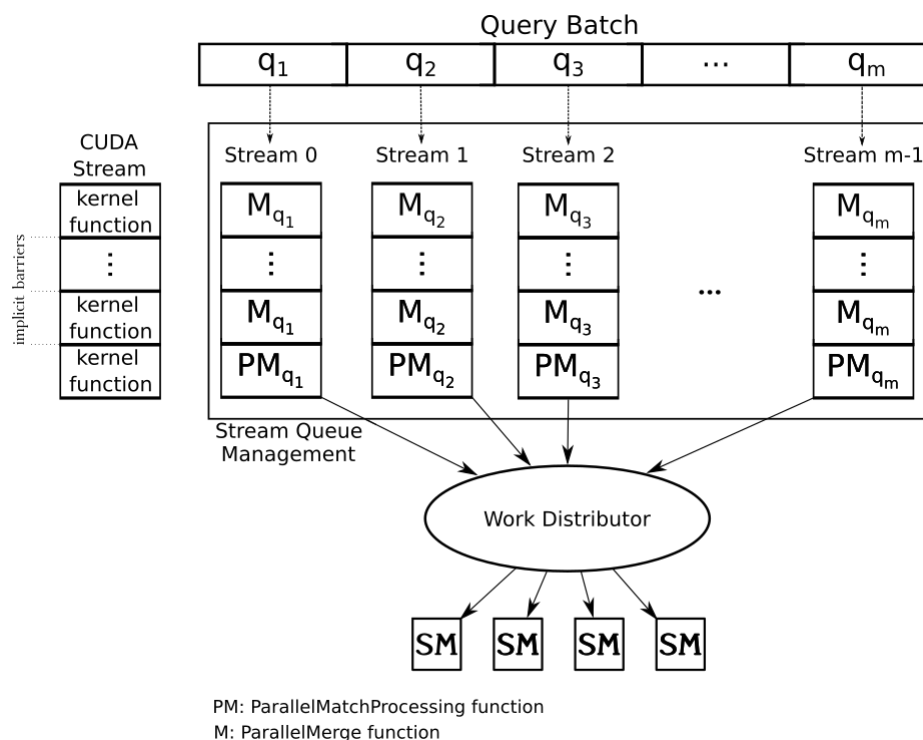 Query Batch
q1 q2 q3 ... qm
CUDA
Stream
Stream 0 Stream 1 Stream 2 Stream m-1
kernel
function
Mq1 Mq2 Mq3 Mqm
implicit barriers
⋮ ⋮ ⋮ ⋮ ... ⋮
kernel
function
Mq1 Mq2 Mq3 Mqm
kernel
function
PMq1 PMq2 PMq3 PMqm
Stream Queue
Management
Work Distributor
SM SM SM SM
PM: ParallelMatchProcessing function
M: ParallelMerge function